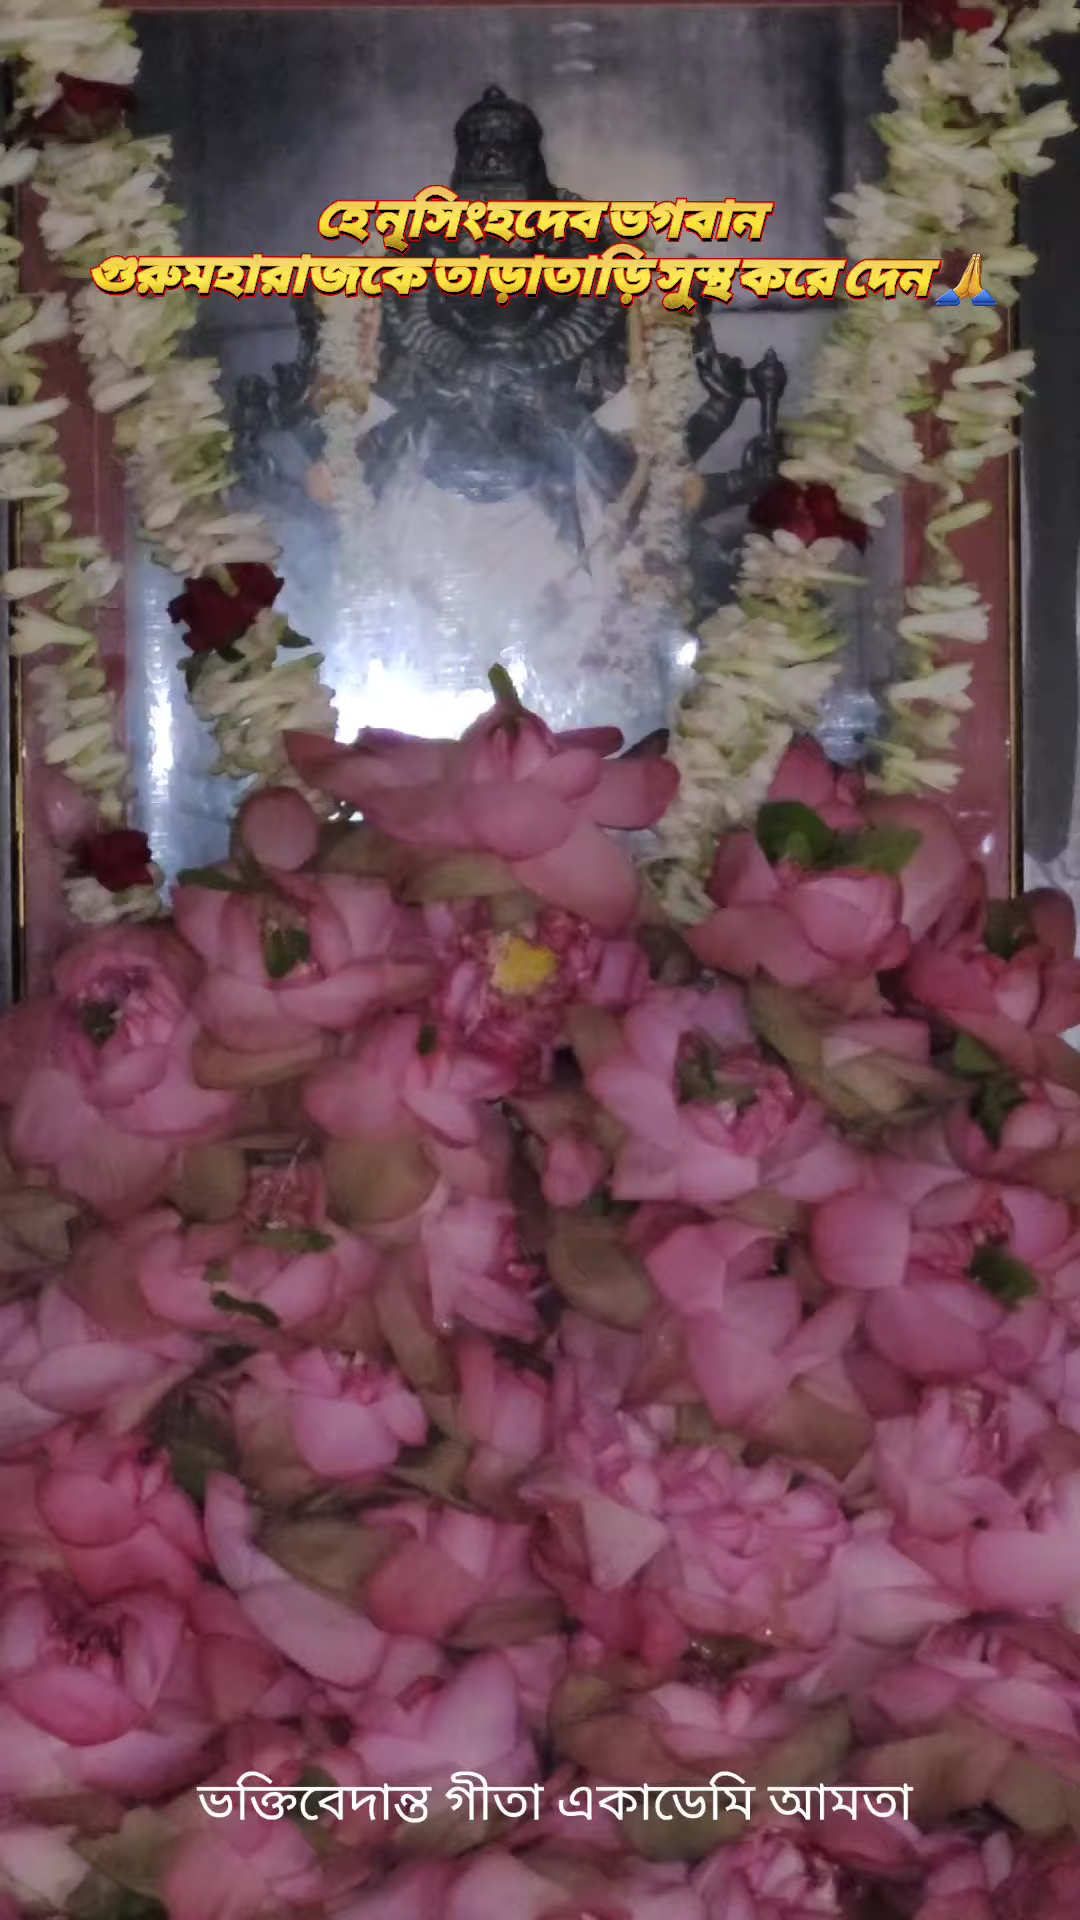 হে নৃসিংহদেব ভগবান
গুরুমহারাজকে তাড়াতাড়ি সুস্থ করে দেন 🙏
ভক্তিবেদান্ত গীতা একাডেমি আমতা